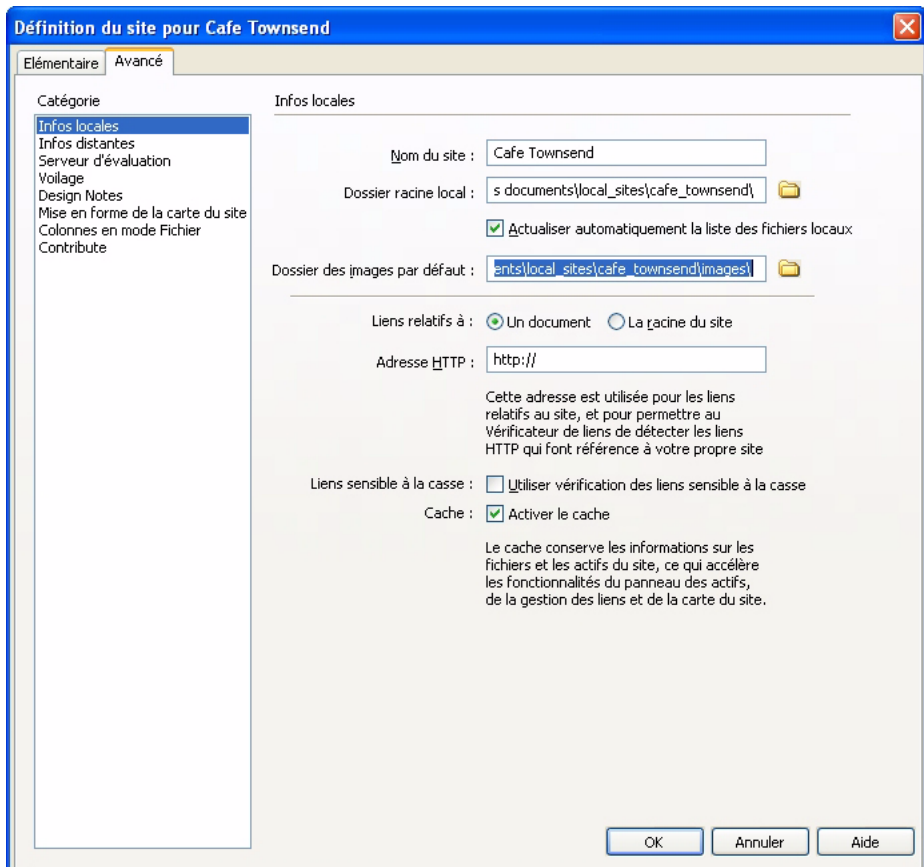 Définition du site pour Cafe Townsend
Elémentaire
Avancé
Catégorie
Infos locales
Infos distantes
Serveur d'évaluation
Voilage
Design Notes
Mise en forme de la carte du site
Colonnes en mode Fichier
Contribute
Infos locales
Nom du site : Cafe Townsend
Dossier racine local : s documents\local_sites\cafe_townsend\
Actualiser automatiquement la liste des fichiers locaux
Dossier des images par défaut : ents\local_sites\cafe_townsend\images\
Liens relatifs à : Un document La racine du site
Adresse HTTP : http://
Cette adresse est utilisée pour les liens
relatifs au site, et pour permettre au
Vérificateur de liens de détecter les liens
HTTP qui font référence à votre propre site
Liens sensible à la casse : Utiliser vérification des liens sensible à la casse
Cache : Activer le cache
Le cache conserve les informations sur les
fichiers et les actifs du site, ce qui accélère
les fonctionnalités du panneau des actifs,
de la gestion des liens et de la carte du site.
OK Annuler Aide